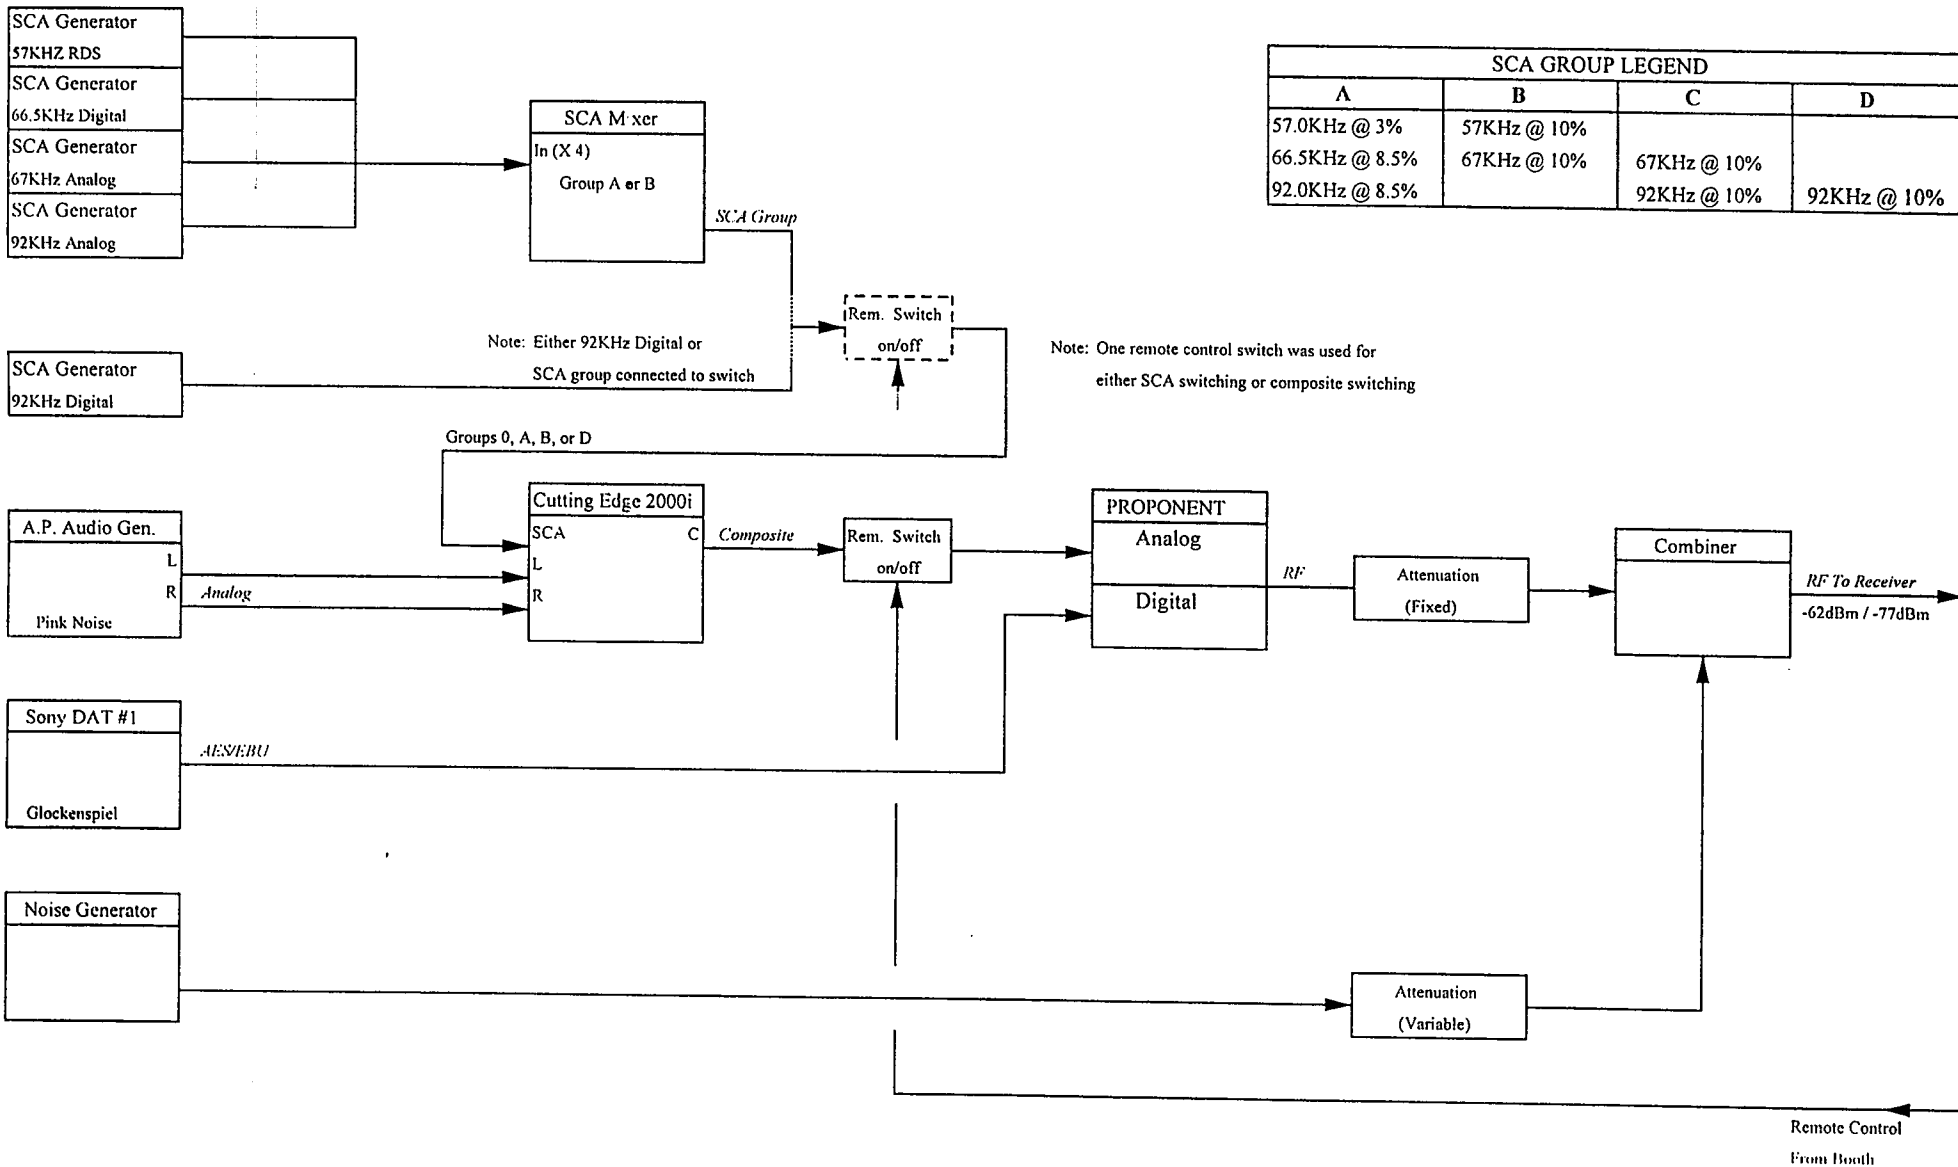 SCA Generator
57KHZ RDS
SCA Generator
66.5KHz Digital
SCA Generator
67KHz Analog
SCA Generator
92KHz Analog
SCA Mixer
In (X 4)
Group A or B
SCA Group
SCA GROUP LEGEND
A B C D
57.0KHz @ 3% 57KHz @ 10%
66.5KHz @ 8.5% 67KHz @ 10% 67KHz @ 10%
92.0KHz @ 8.5% 92KHz @ 10% 92KHz @ 10%
Rem. Switch
on/off
Note: Either 92KHz Digital or
SCA group connected to switch
Note: One remote control switch was used for
either SCA switching or composite switching
SCA Generator
92KHz Digital
Groups 0, A, B, or D
A.P. Audio Gen.
L
R
Pink Noise
Analog
Cutting Edge 2000i
SCA C
L
R
Composite
Rem. Switch
on/off
PROPONENT
Analog
Digital
RF
Attenuation
(Fixed)
Combiner
RF To Receiver
-62dBm / -77dBm
Sony DAT #1
Glockenspiel
AES/EBU
Noise Generator
Attenuation
(Variable)
Remote Control
From Booth